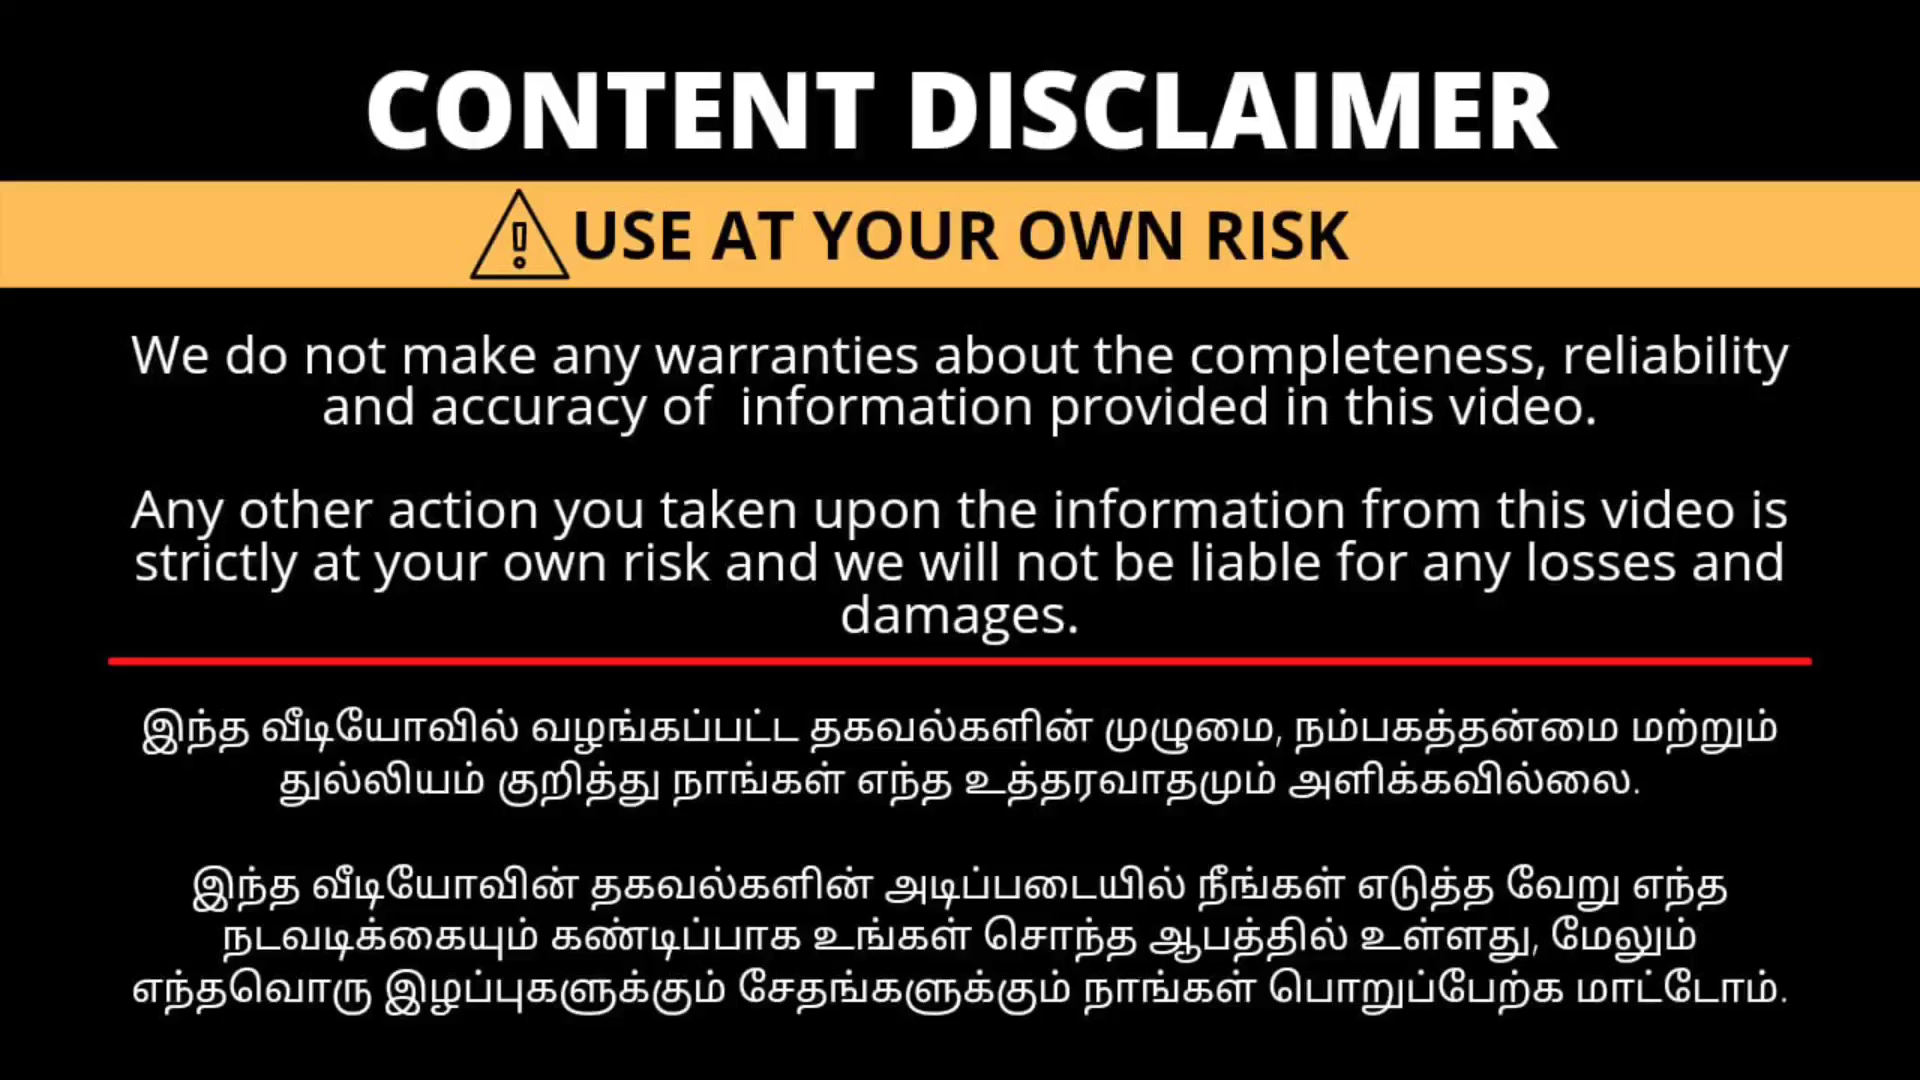 CONTENT DISCLAIMER
USE AT YOUR OWN RISK
We do not make any warranties about the completeness, reliability
and accuracy of information provided in this video.
Any other action you taken upon the information from this video is
strictly at your own risk and we will not be liable for any losses and
damages.
இந்த வீடியோவில் வழங்கப்பட்ட தகவல்களின் முழுமை, நம்பகத்தன்மை மற்றும்
துல்லியம் குறித்து நாங்கள் எந்த உத்தரவாதமும் அளிக்கவில்லை.
இந்த வீடியோவின் தகவல்களின் அடிப்படையில் நீங்கள் எடுத்த வேறு எந்த
நடவடிக்கையும் கண்டிப்பாக உங்கள் சொந்த ஆபத்தில் உள்ளது, மேலும்
எந்தவொரு இழப்புகளுக்கும் சேதங்களுக்கும் நாங்கள் பொறுப்பேற்க மாட்டோம்.